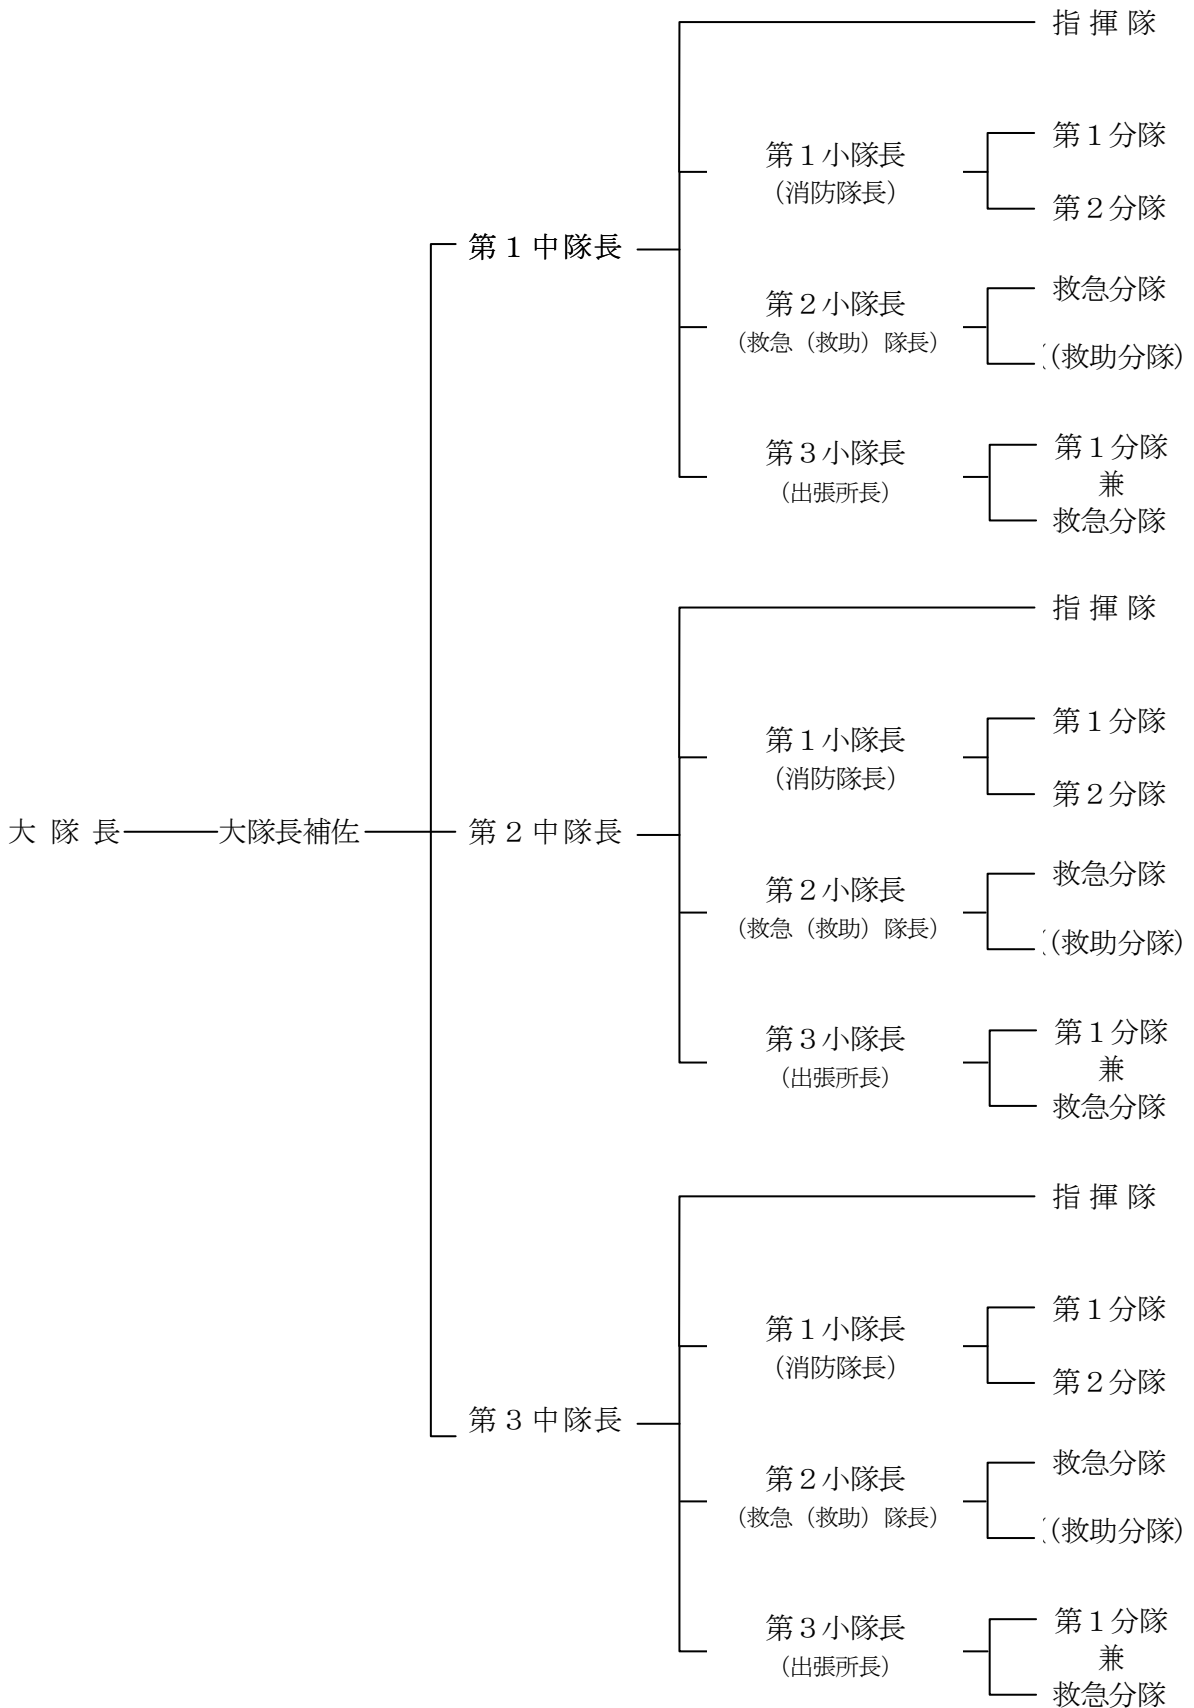 指 揮 隊
第１小隊長
（消防隊長）
第１分隊
第２分隊
第１中隊長
第２小隊長
（救急（救助）隊長）
救急分隊
((救助分隊)
第３小隊長
（出張所長）
第１分隊
兼
救急分隊
指 揮 隊
第１小隊長
（消防隊長）
第１分隊
第２分隊
大 隊 長
大隊長補佐
第２中隊長
第２小隊長
（救急（救助）隊長）
救急分隊
((救助分隊)
第３小隊長
（出張所長）
第１分隊
兼
救急分隊
指 揮 隊
第１小隊長
（消防隊長）
第１分隊
第２分隊
第３中隊長
第２小隊長
（救急（救助）隊長）
救急分隊
((救助分隊)
第３小隊長
（出張所長）
第１分隊
兼
救急分隊